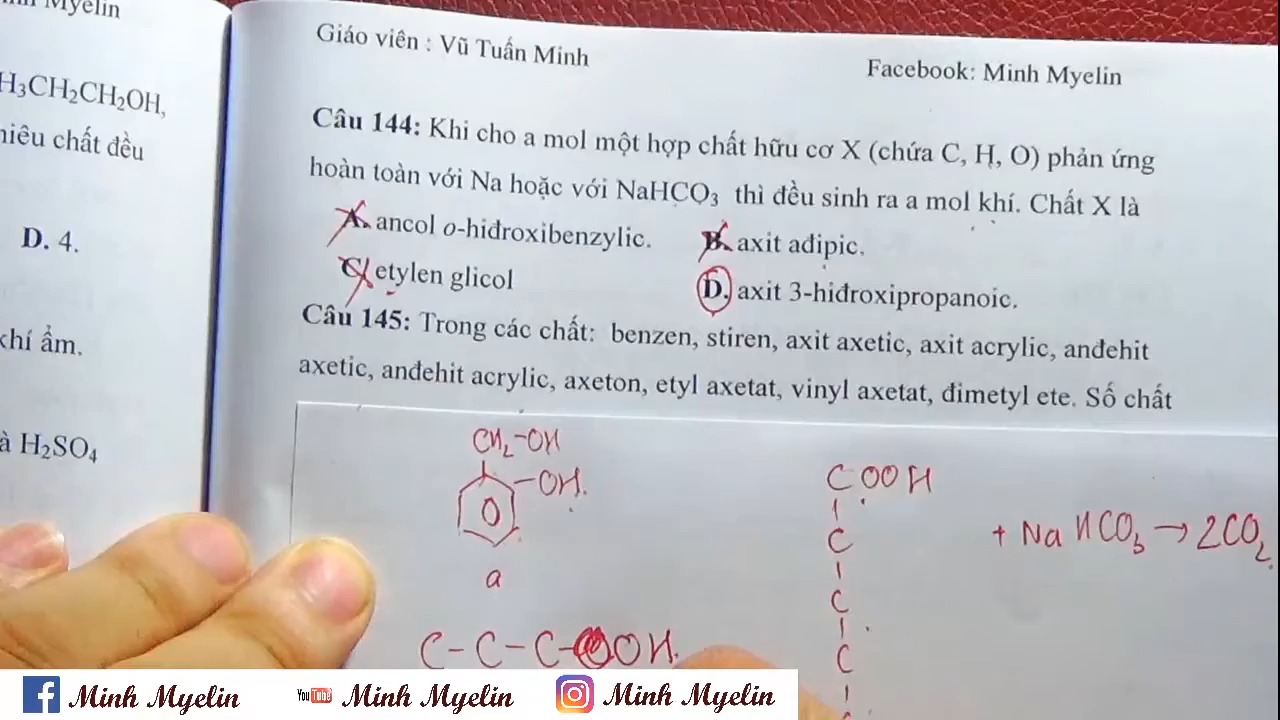 Myelin
H₃CH₂CH₂OH,
hiêu chất đều
D. 4.
khí ẩm.
à H₂SO₄
Giáo viên : Vũ Tuấn Minh
Facebook: Minh Myelin
Câu 144: Khi cho a mol một hợp chất hữu cơ X (chứa C, H, O) phản ứng
hoàn toàn với Na hoặc với NaHCO₃ thì đều sinh ra a mol khí. Chất X là
A. ancol o-hiđroxibenzylic.
B. axit ađipic.
C. etylen glicol
D. axit 3-hiđroxipropanoic.
Câu 145: Trong các chất: benzen, stiren, axit axetic, axit acrylic, anđehit
axetic, anđehit acrylic, axeton, etyl axetat, vinyl axetat, đimetyl ete. Số chất
CH₂-OH
-OH.
a
C-C-C-OOH.
COOH
C
C
C
+ NaHCO₃ → 2CO₂
Minh Myelin
YouTube Minh Myelin
Minh Myelin